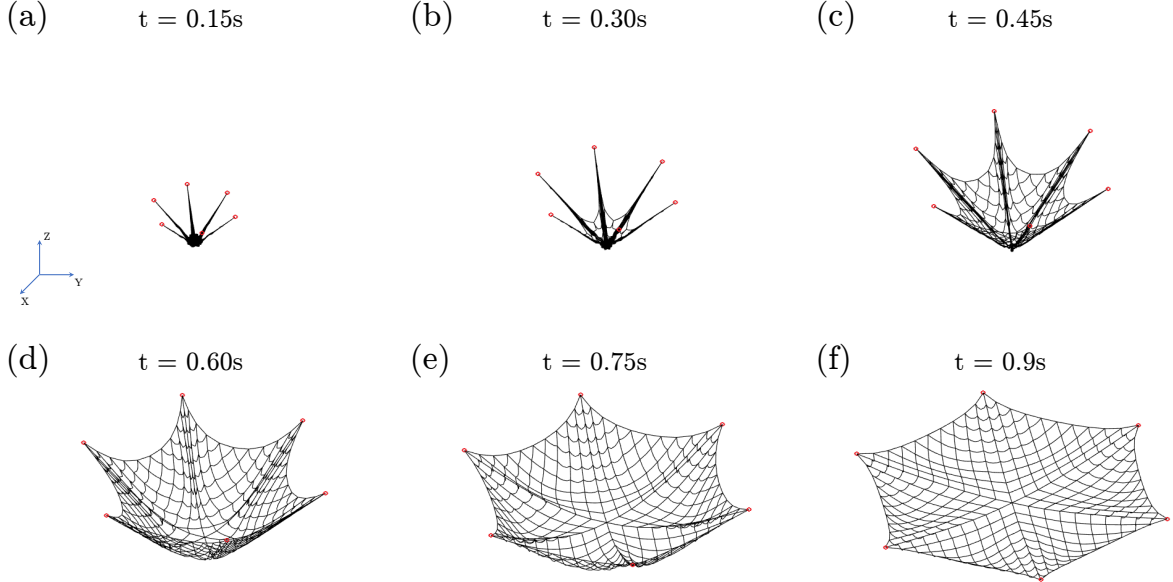 (a) t = 0.15s
(b) t = 0.30s
(c) t = 0.45s
Z
Y
X
(d) t = 0.60s
(e) t = 0.75s
(f) t = 0.9s